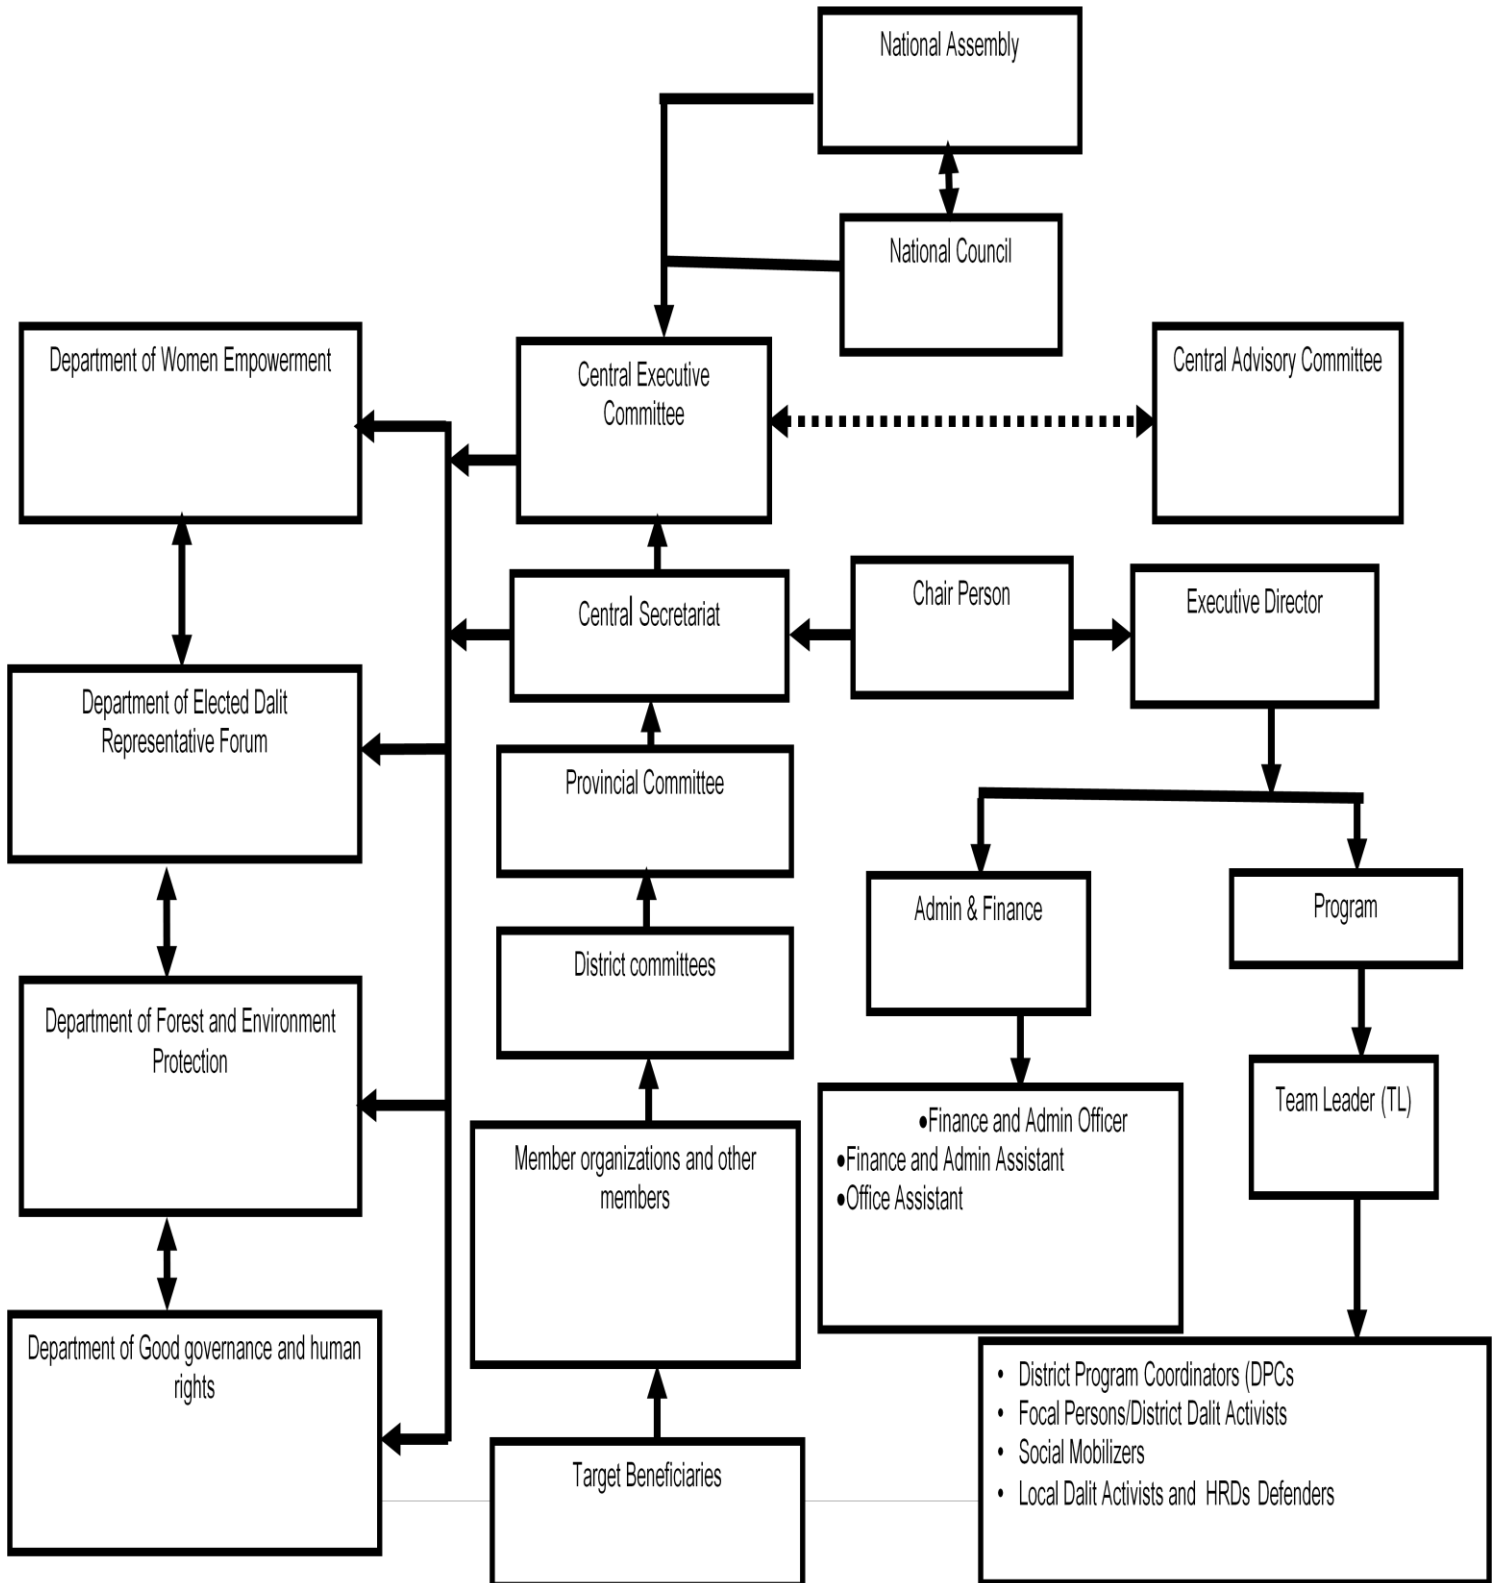 National Assembly
National Council
Department of Women Empowerment
Central Executive
Committee
Central Advisory Committee
Central Secretariat
Chair Person
Executive Director
Department of Elected Dalit
Representative Forum
Provincial Committee
Admin & Finance
Program
District committees
Department of Forest and Environment
Protection
Team Leader (TL)
Member organizations and other
members
•Finance and Admin Officer
•Finance and Admin Assistant
•Office Assistant
Department of Good governance and human
rights
• District Program Coordinators (DPCs
• Focal Persons/District Dalit Activists
• Social Mobilizers
• Local Dalit Activists and HRDs Defenders
Target Beneficiaries